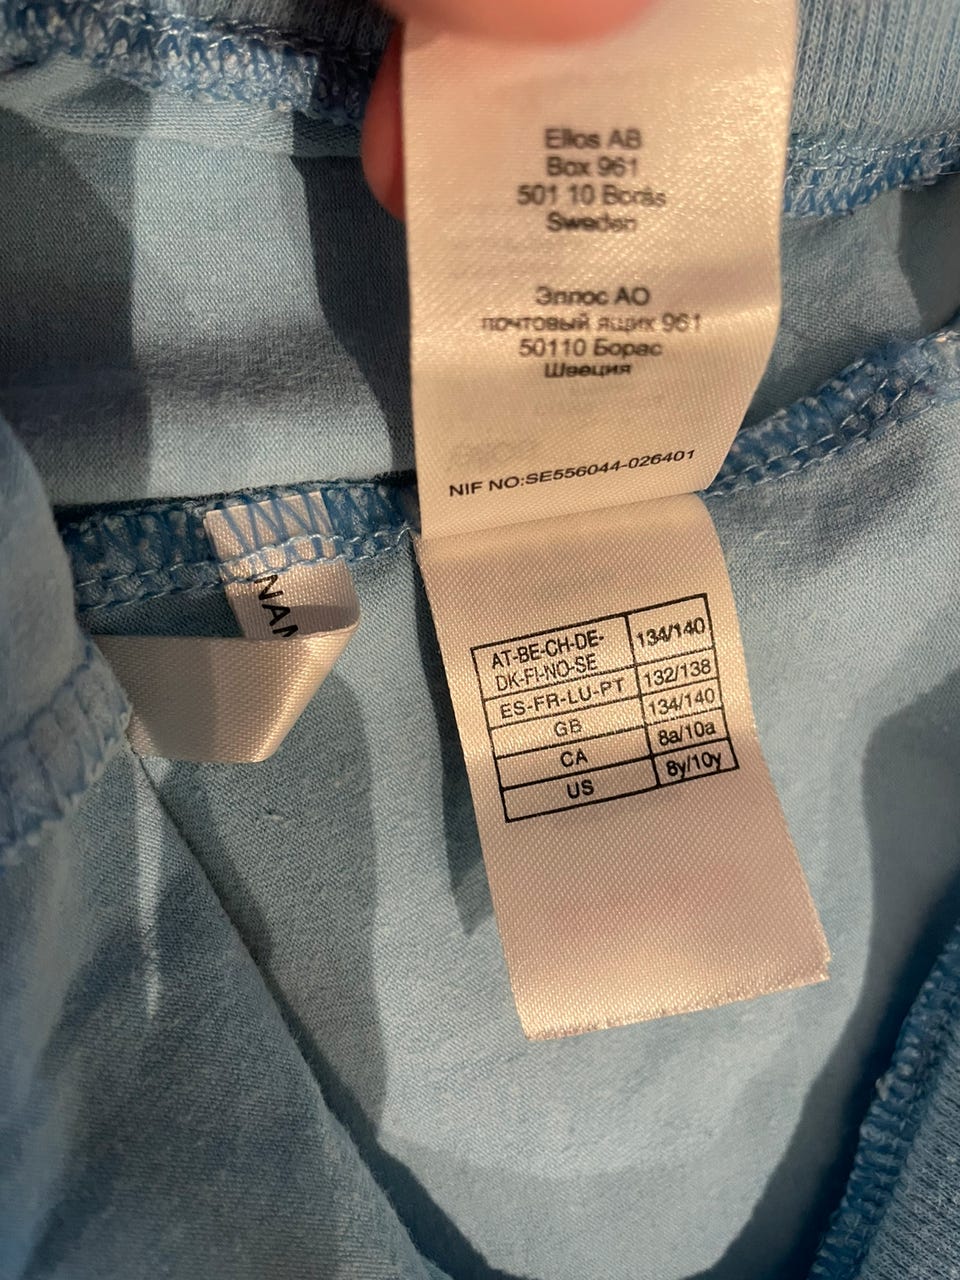 Ellos AB
Box 961
501 10 Borås
Sweden
Эллос АО
почтовый ящик 961
50110 Борас
Швеция
NIF NO:SE556044-026401
NAM
AT-BE-CH-DE-
DK-FI-NO-SE 134/140
ES-FR-LU-PT 132/138
GB 134/140
CA 8a/10a
US 8y/10y